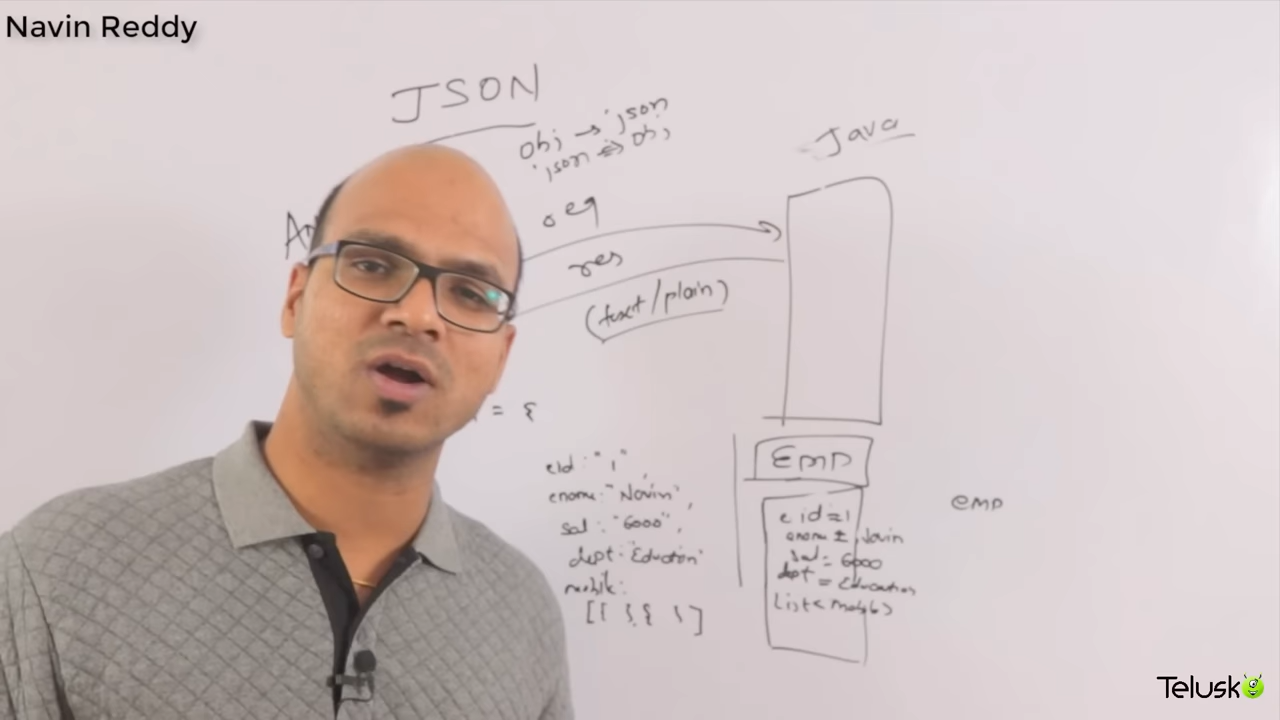 Navin Reddy
JSON
obj → json
json ⇔ obj
Java
req
res
(text/plain)
= {
eid : "1"
ename: "Navin",
sal : "6000",
dept: "Education"
mobile:
[{ },{ }]
EMP
eid = 1
ename = Navin
sal = 6000
dept = Education
List<Mobile>
emp
Telusko